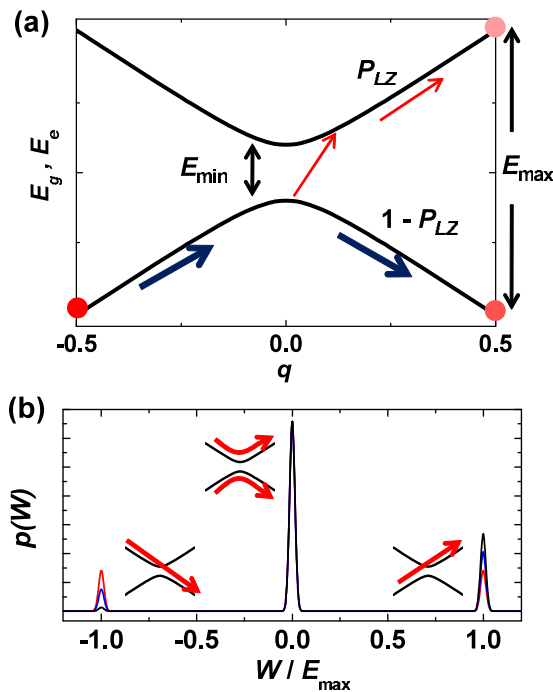 (a)
P_LZ
E_g , E_e
E_min
E_max
1 - P_LZ
-0.5 0.0 0.5
q
(b)
p(W)
-1.0 -0.5 0.0 0.5 1.0
W / E_max